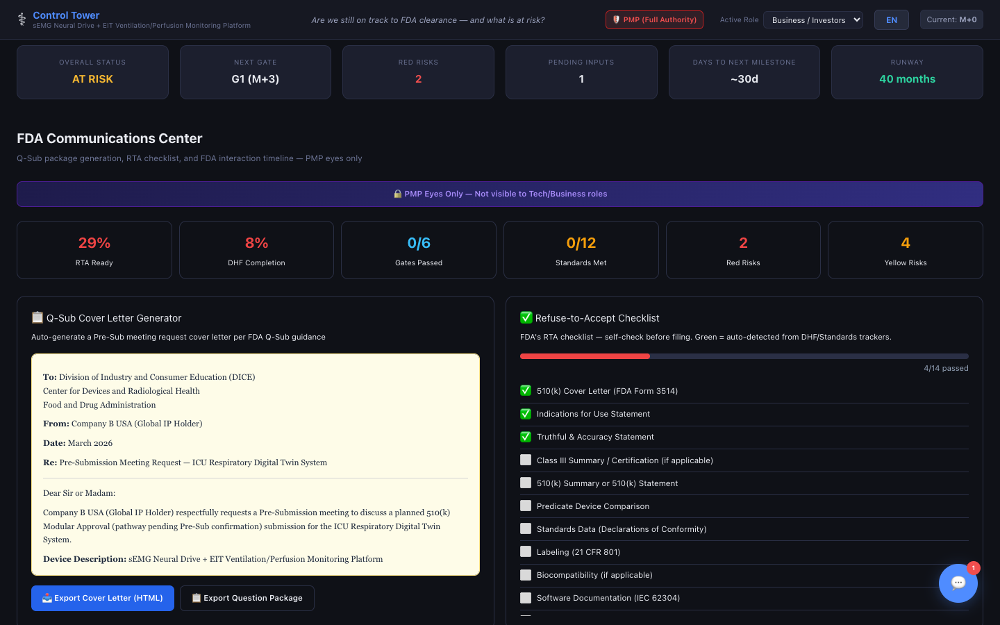 Control Tower
sEMG Neural Drive + EIT Ventilation/Perfusion Monitoring Platform
Are we still on track to FDA clearance — and what is at risk?
PMP (Full Authority)
Active Role
Business / Investors
EN
Current: M+0
OVERALL STATUS
AT RISK
NEXT GATE
G1 (M+3)
RED RISKS
2
PENDING INPUTS
1
DAYS TO NEXT MILESTONE
~30d
RUNWAY
40 months
FDA Communications Center
Q-Sub package generation, RTA checklist, and FDA interaction timeline — PMP eyes only
PMP Eyes Only — Not visible to Tech/Business roles
29%
RTA Ready
8%
DHF Completion
0/6
Gates Passed
0/12
Standards Met
2
Red Risks
4
Yellow Risks
Q-Sub Cover Letter Generator
Auto-generate a Pre-Sub meeting request cover letter per FDA Q-Sub guidance
To: Division of Industry and Consumer Education (DICE)
Center for Devices and Radiological Health
Food and Drug Administration
From: Company B USA (Global IP Holder)
Date: March 2026
Re: Pre-Submission Meeting Request — ICU Respiratory Digital Twin System
Dear Sir or Madam:
Company B USA (Global IP Holder) respectfully requests a Pre-Submission meeting to discuss a planned 510(k)
Modular Approval (pathway pending Pre-Sub confirmation) submission for the ICU Respiratory Digital Twin
System.
Device Description: sEMG Neural Drive + EIT Ventilation/Perfusion Monitoring Platform
Export Cover Letter (HTML)
Export Question Package
Refuse-to-Accept Checklist
FDA's RTA checklist — self-check before filing. Green = auto-detected from DHF/Standards trackers.
4/14 passed
510(k) Cover Letter (FDA Form 3514)
Indications for Use Statement
Truthful & Accuracy Statement
Class III Summary / Certification (if applicable)
510(k) Summary or 510(k) Statement
Predicate Device Comparison
Standards Data (Declarations of Conformity)
Labeling (21 CFR 801)
Biocompatibility (if applicable)
Software Documentation (IEC 62304)
1